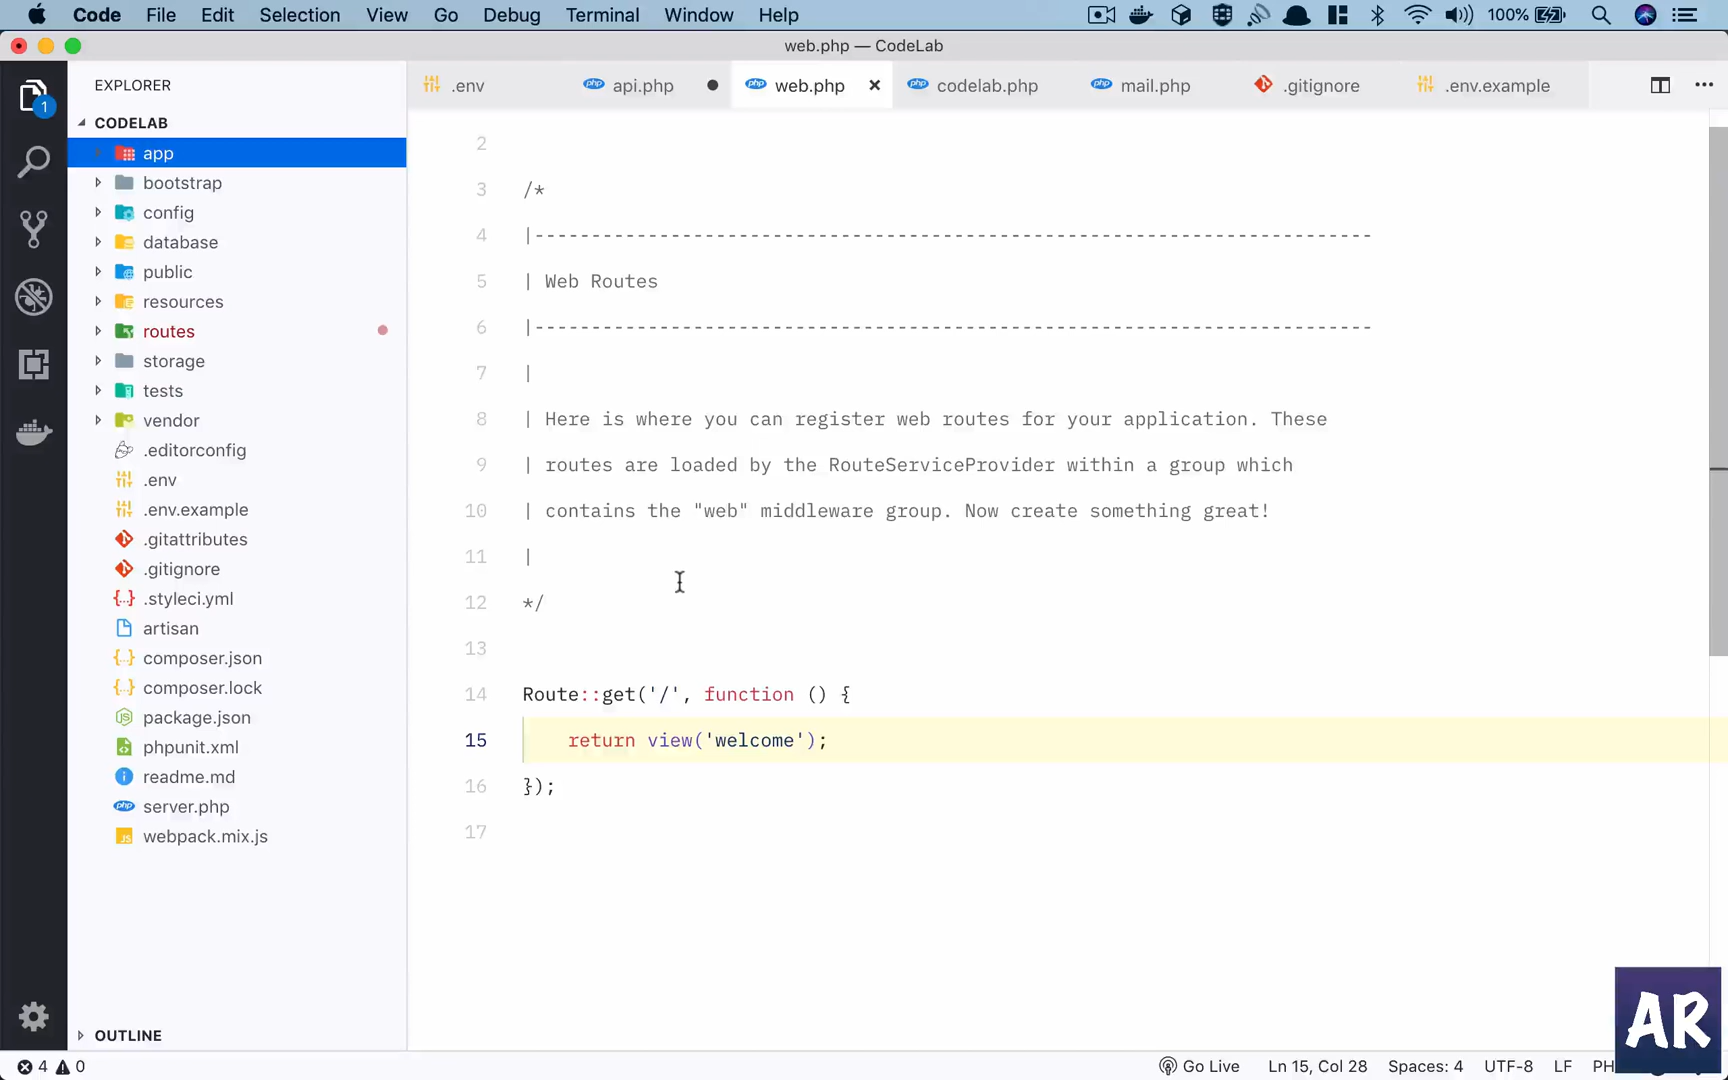 Code File Edit Selection View Go Debug Terminal Window Help 100%
web.php — CodeLab
EXPLORER
.env api.php web.php codelab.php mail.php .gitignore .env.example
1
CODELAB
app
bootstrap
config
database
public
resources
routes
storage
tests
vendor
.editorconfig
.env
.env.example
.gitattributes
.gitignore
.styleci.yml
artisan
composer.json
composer.lock
package.json
phpunit.xml
readme.md
server.php
webpack.mix.js
OUTLINE
2
3 /*
4 |--------------------------------------------------------------------------
5 | Web Routes
6 |--------------------------------------------------------------------------
7 |
8 | Here is where you can register web routes for your application. These
9 | routes are loaded by the RouteServiceProvider within a group which
10 | contains the "web" middleware group. Now create something great!
11 |
12 */
13
14 Route::get('/', function () {
15 return view('welcome');
16 });
17
4 0 Go Live Ln 15, Col 28 Spaces: 4 UTF-8 LF
AR